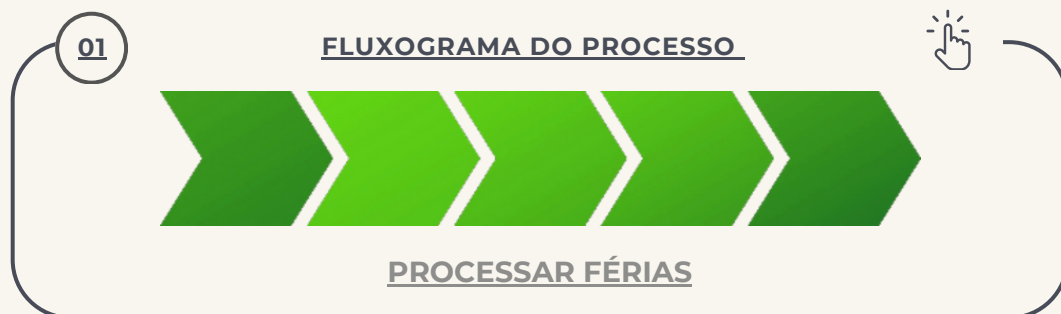 01
FLUXOGRAMA DO PROCESSO
PROCESSAR FÉRIAS